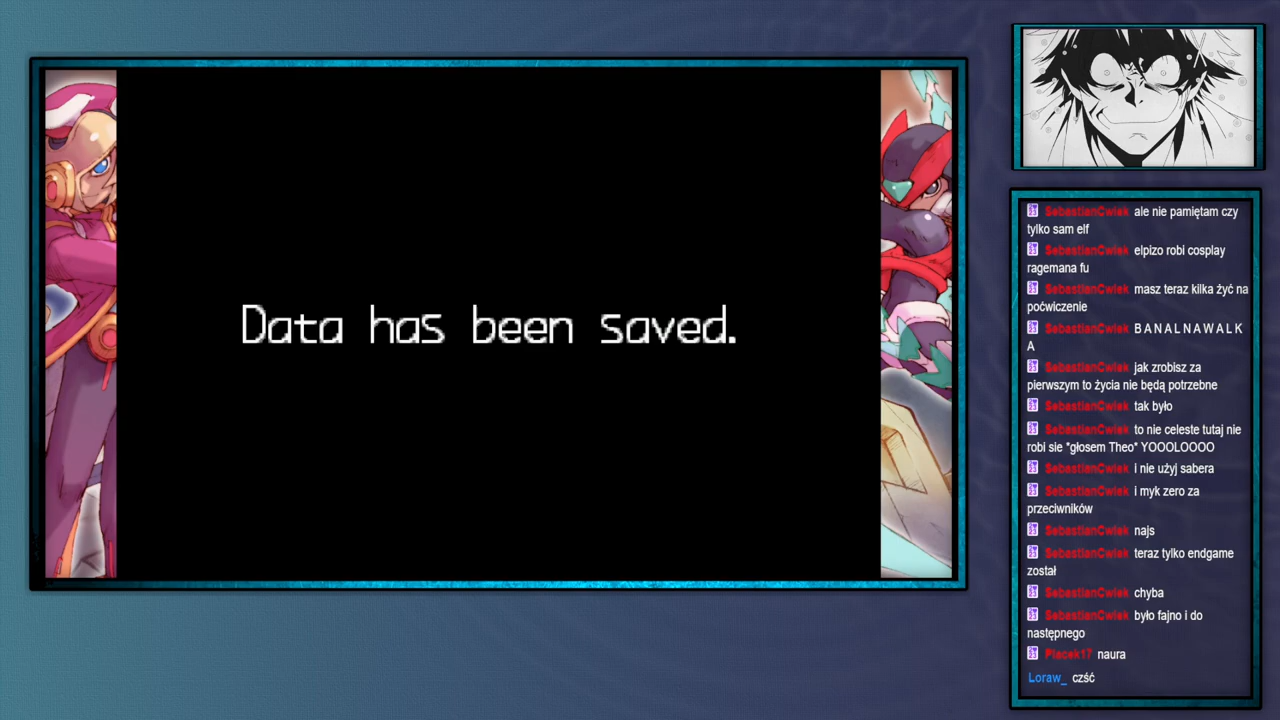 Data has been saved.
SebastianCwiek ale nie pamiętam czy
tylko sam elf
SebastianCwiek elpizo robi cosplay
ragemana fu
SebastianCwiek masz teraz kilka żyć na
poćwiczenie
SebastianCwiek B A N A L N A W A L K
A
SebastianCwiek jak zrobisz za
pierwszym to życia nie będą potrzebne
SebastianCwiek tak było
SebastianCwiek to nie celeste tutaj nie
robi sie "głosem Theo" YOOOLOOOO
SebastianCwiek i nie użyj sabera
SebastianCwiek i myk zero za
przeciwników
SebastianCwiek najs
SebastianCwiek teraz tylko endgame
został
SebastianCwiek chyba
SebastianCwiek było fajno i do
następnego
Placek17 naura
Loraw_ czść